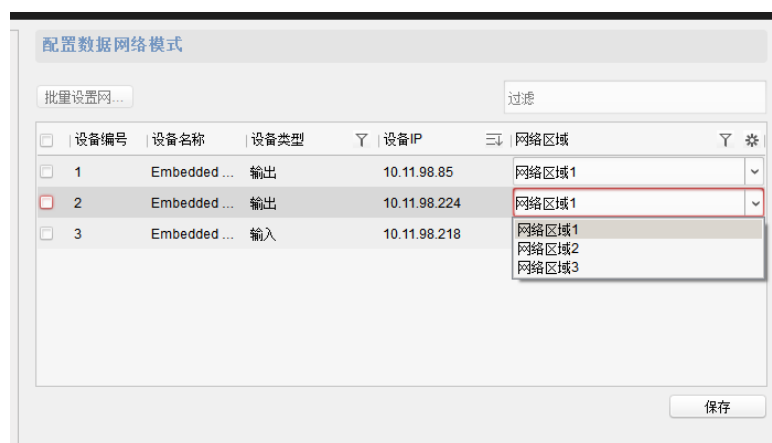 配置数据网络模式
批量设置网...
过滤
设备编号 设备名称 设备类型 设备IP 网络区域
1 Embedded ... 输出 10.11.98.85 网络区域1
2 Embedded ... 输出 10.11.98.224 网络区域1
3 Embedded ... 输入 10.11.98.218
网络区域1
网络区域2
网络区域3
保存